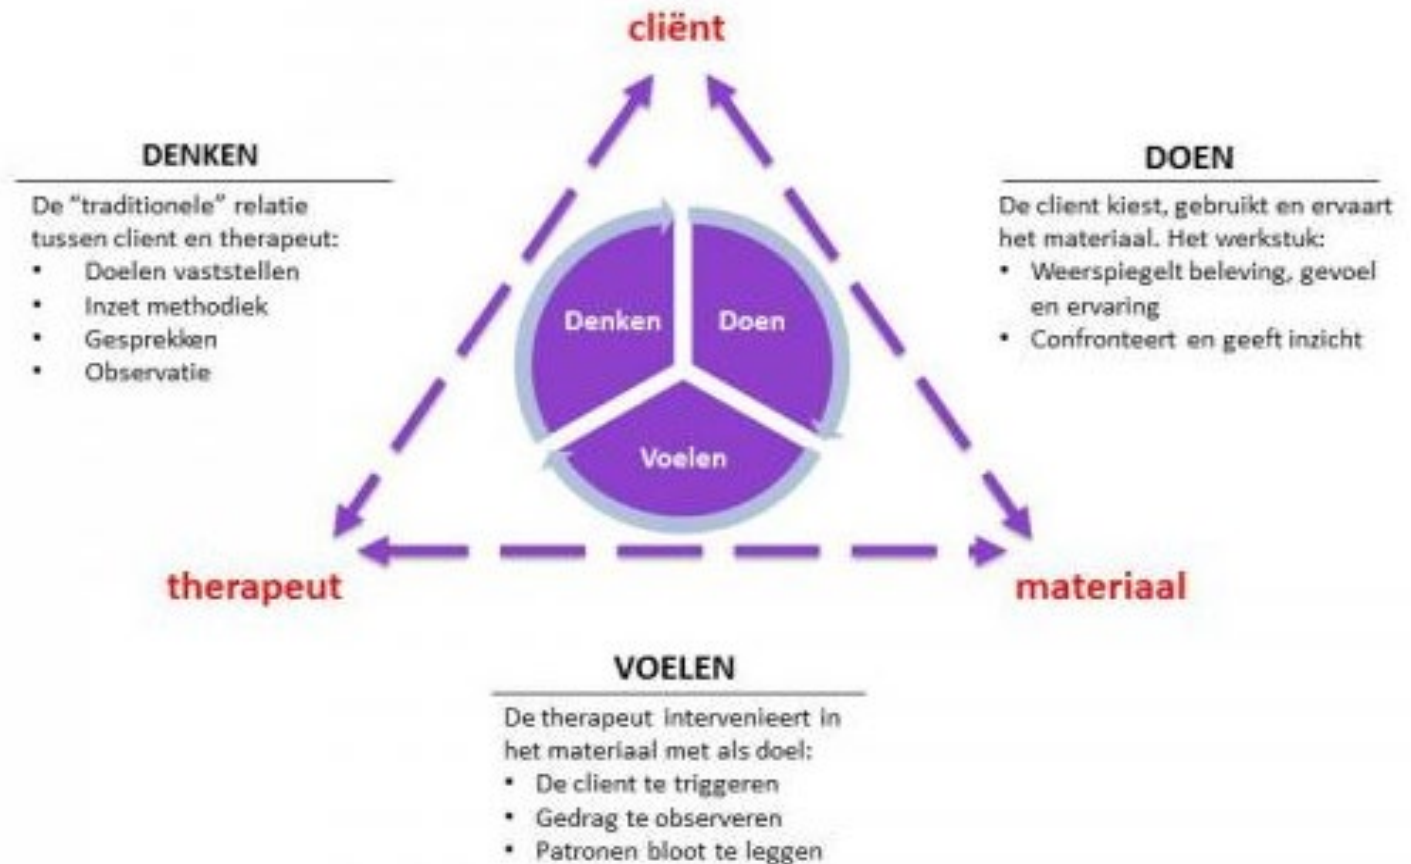 cliënt
DENKEN
De “traditionele” relatie
tussen client en therapeut:
• Doelen vaststellen
• Inzet methodiek
• Gesprekken
• Observatie
DOEN
De client kiest, gebruikt en ervaart
het materiaal. Het werkstuk:
• Weerspiegelt beleving, gevoel
en ervaring
• Confronteert en geeft inzicht
Denken
Doen
Voelen
therapeut
materiaal
VOELEN
De therapeut intervenieert in
het materiaal met als doel:
• De client te triggeren
• Gedrag te observeren
• Patronen bloot te leggen